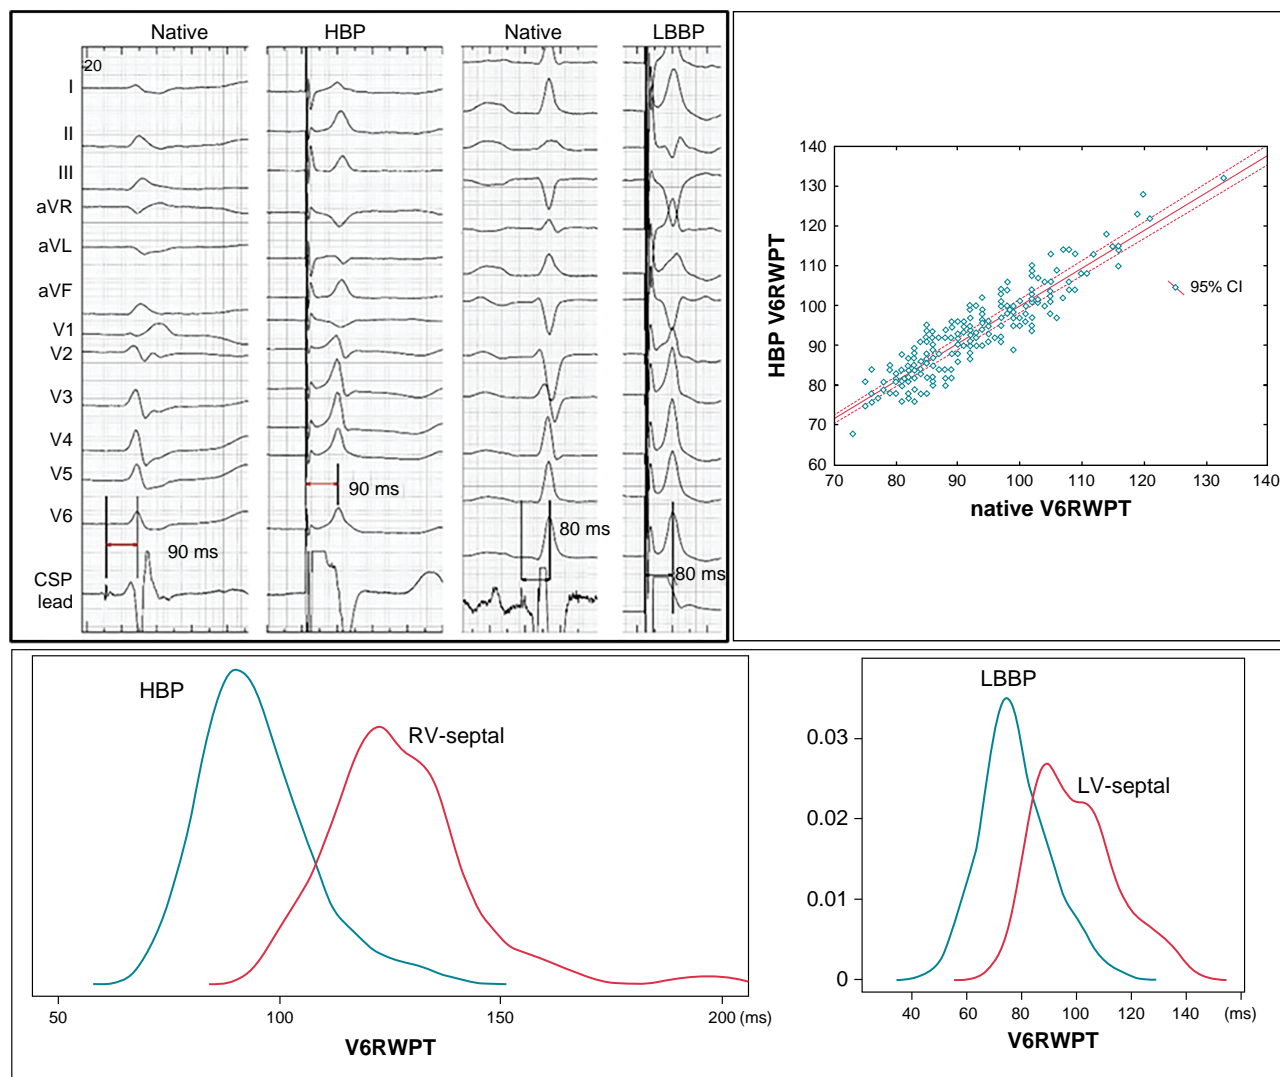 Native HBP Native LBBP
20
I
II
III
aVR
aVL
aVF
V1
V2
V3
V4
V5
V6
90 ms
90 ms
80 ms
80 ms
CSP
lead
140
130
120
110
100
90
80
70
60
HBP V6RWPT
95% CI
70 80 90 100 110 120 130 140
native V6RWPT
HBP
RV-septal
50 100 150 200 (ms)
V6RWPT
LBBP
LV-septal
0.03
0.02
0.01
0
40 60 80 100 120 140 (ms)
V6RWPT